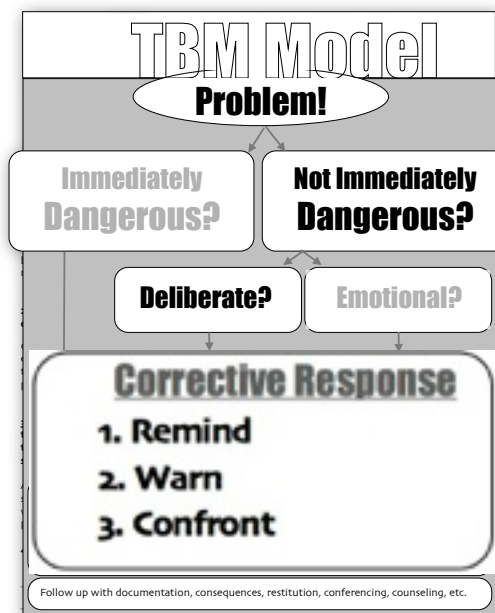 TBM Model
Problem!
Immediately
Dangerous?
Not Immediately
Dangerous?
Deliberate?
Emotional?
Corrective Response
1. Remind
2. Warn
3. Confront
Follow up with documentation, consequences, restitution, conferencing, counseling, etc.